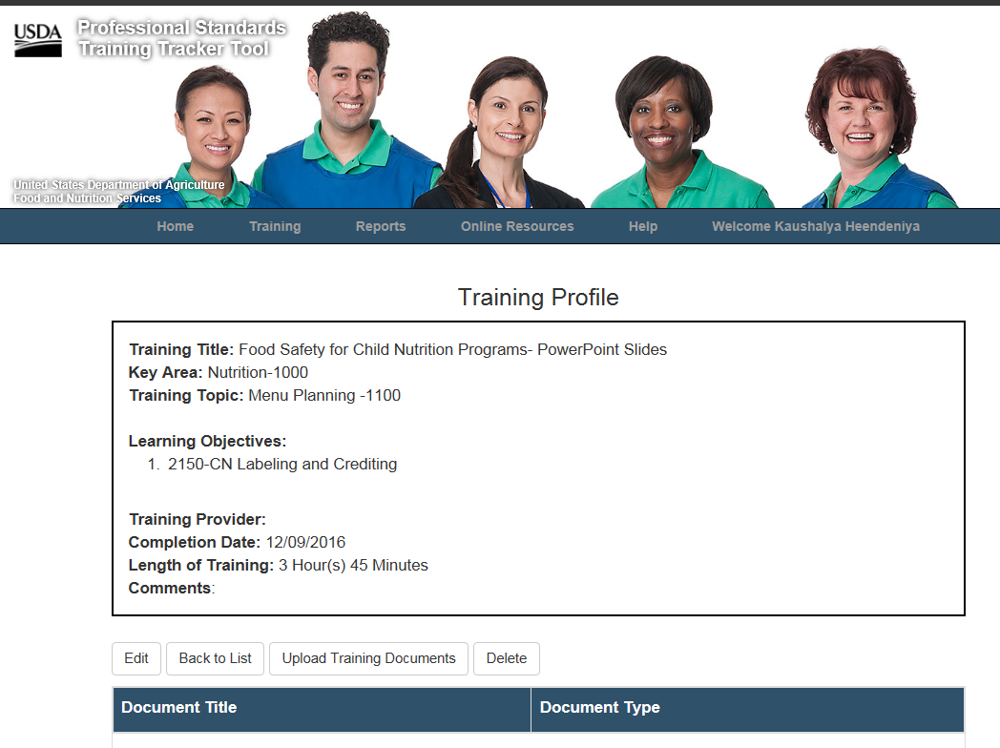 USDA
Professional Standards
Training Tracker Tool
United States Department of Agriculture
Food and Nutrition Services
Home Training Reports Online Resources Help Welcome Kaushalya Heendeniya
Training Profile
Training Title: Food Safety for Child Nutrition Programs- PowerPoint Slides
Key Area: Nutrition-1000
Training Topic: Menu Planning -1100
Learning Objectives:
1. 2150-CN Labeling and Crediting
Training Provider:
Completion Date: 12/09/2016
Length of Training: 3 Hour(s) 45 Minutes
Comments:
Edit Back to List Upload Training Documents Delete
Document Title Document Type